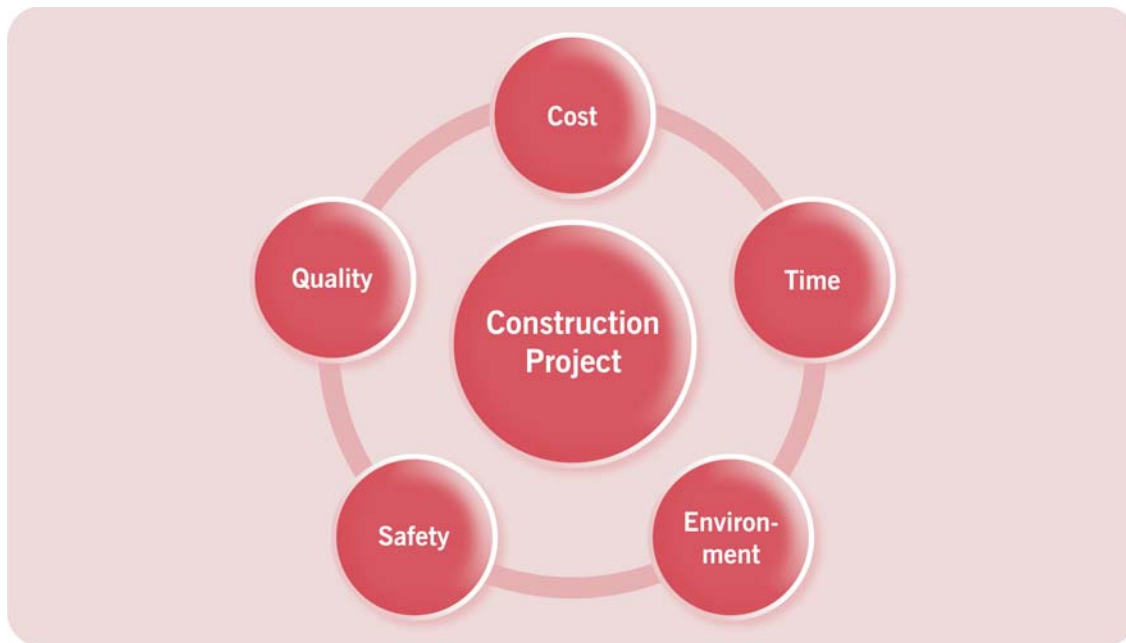 Cost
Quality
Time
Construction
Project
Safety
Environ-
ment